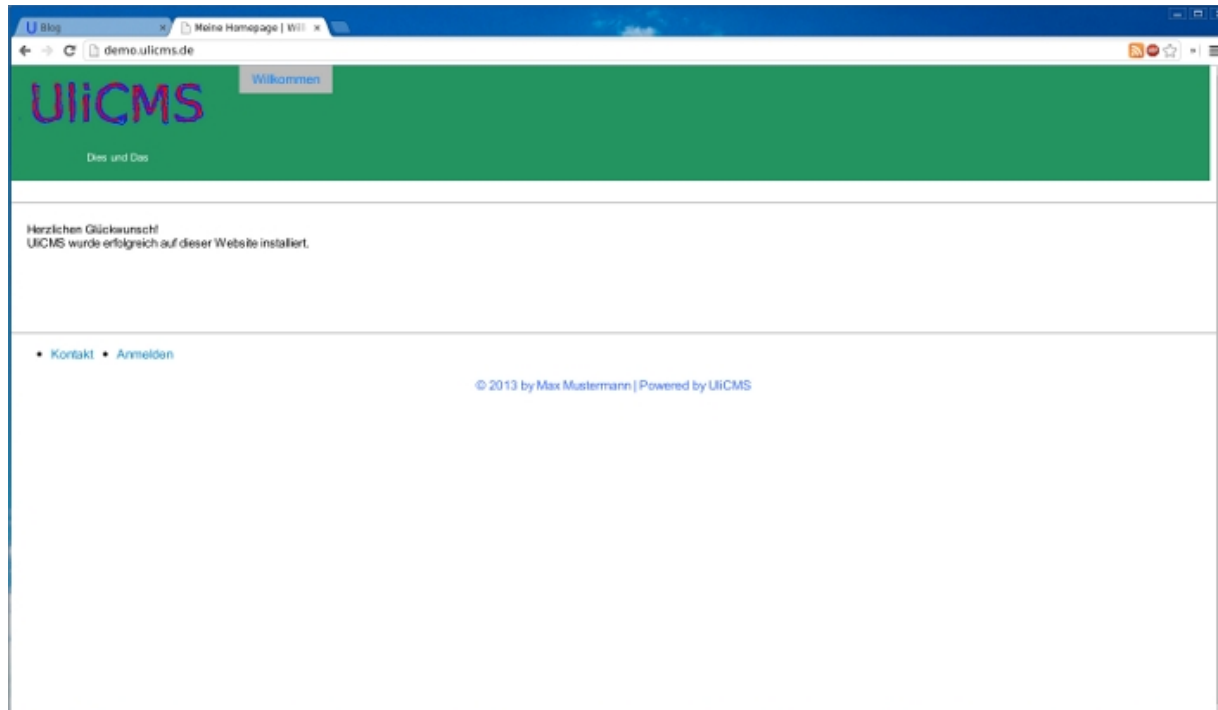 U Blog
Meine Homepage | Will
demo.ulicms.de
Willkommen
UliCMS
Dies und Das
Herzlichen Glückwunsch!
UliCMS wurde erfolgreich auf dieser Website installiert.
• Kontakt • Anmelden
© 2013 by Max Mustermann | Powered by UliCMS